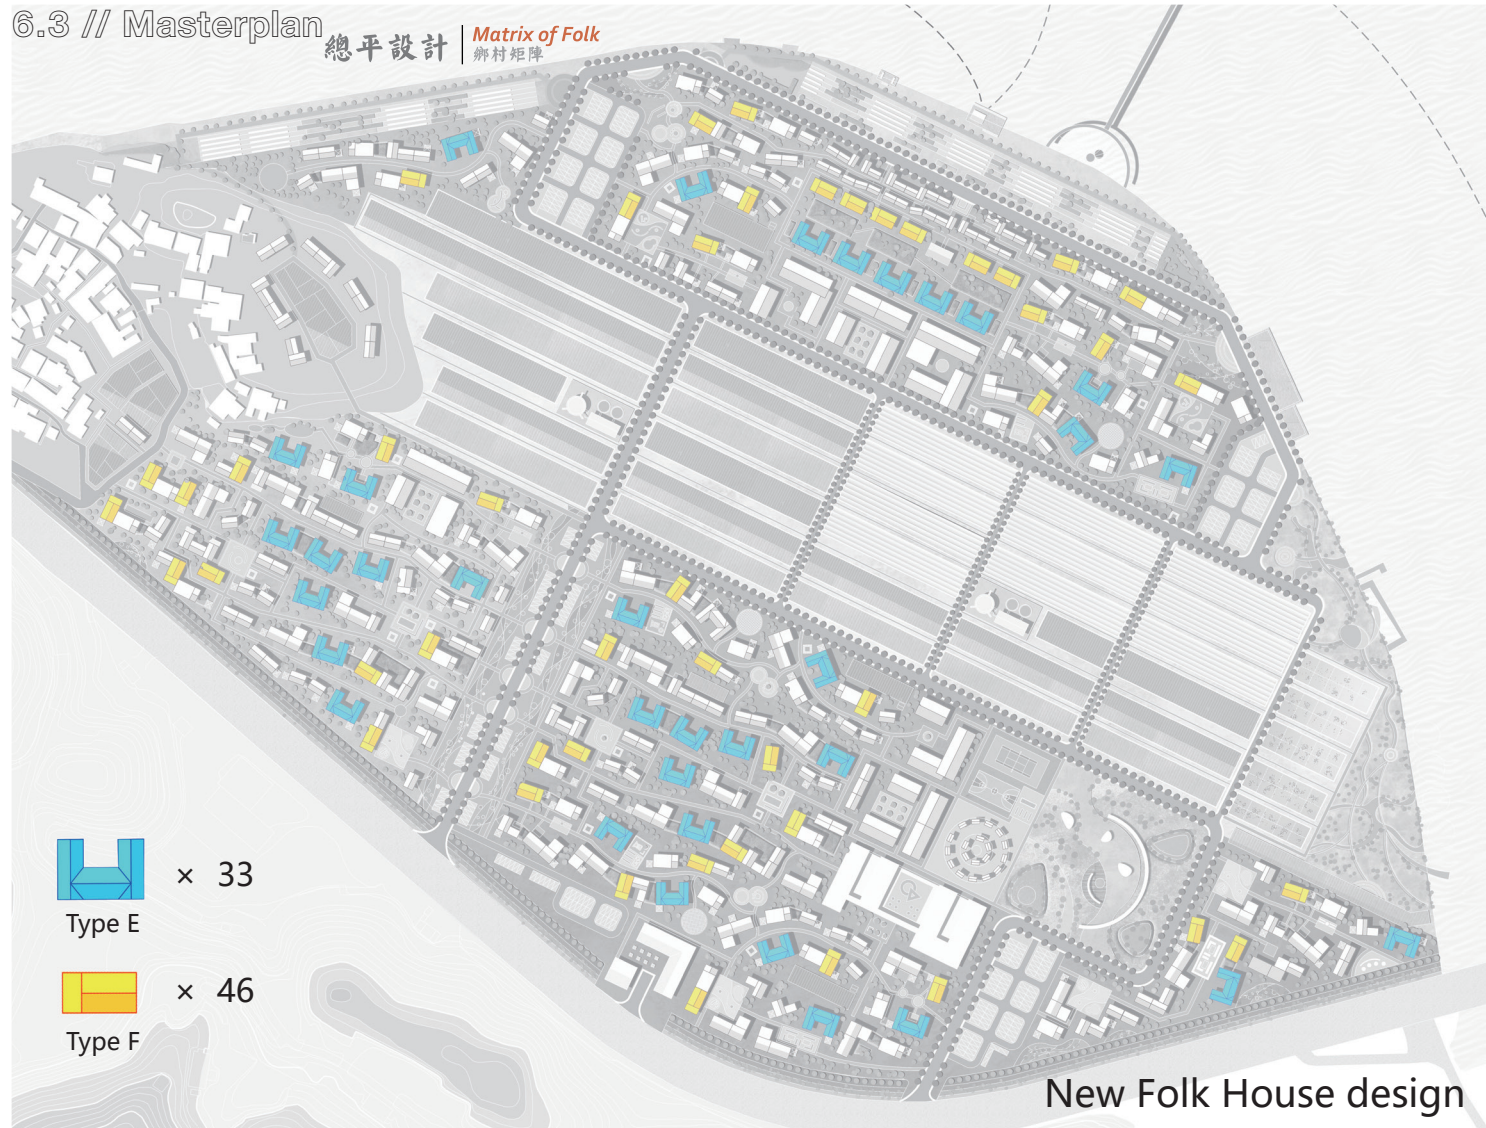 6.3 // Masterplan
總平設計
Matrix of Folk
鄉村矩陣
× 33
Type E
× 46
Type F
New Folk House design